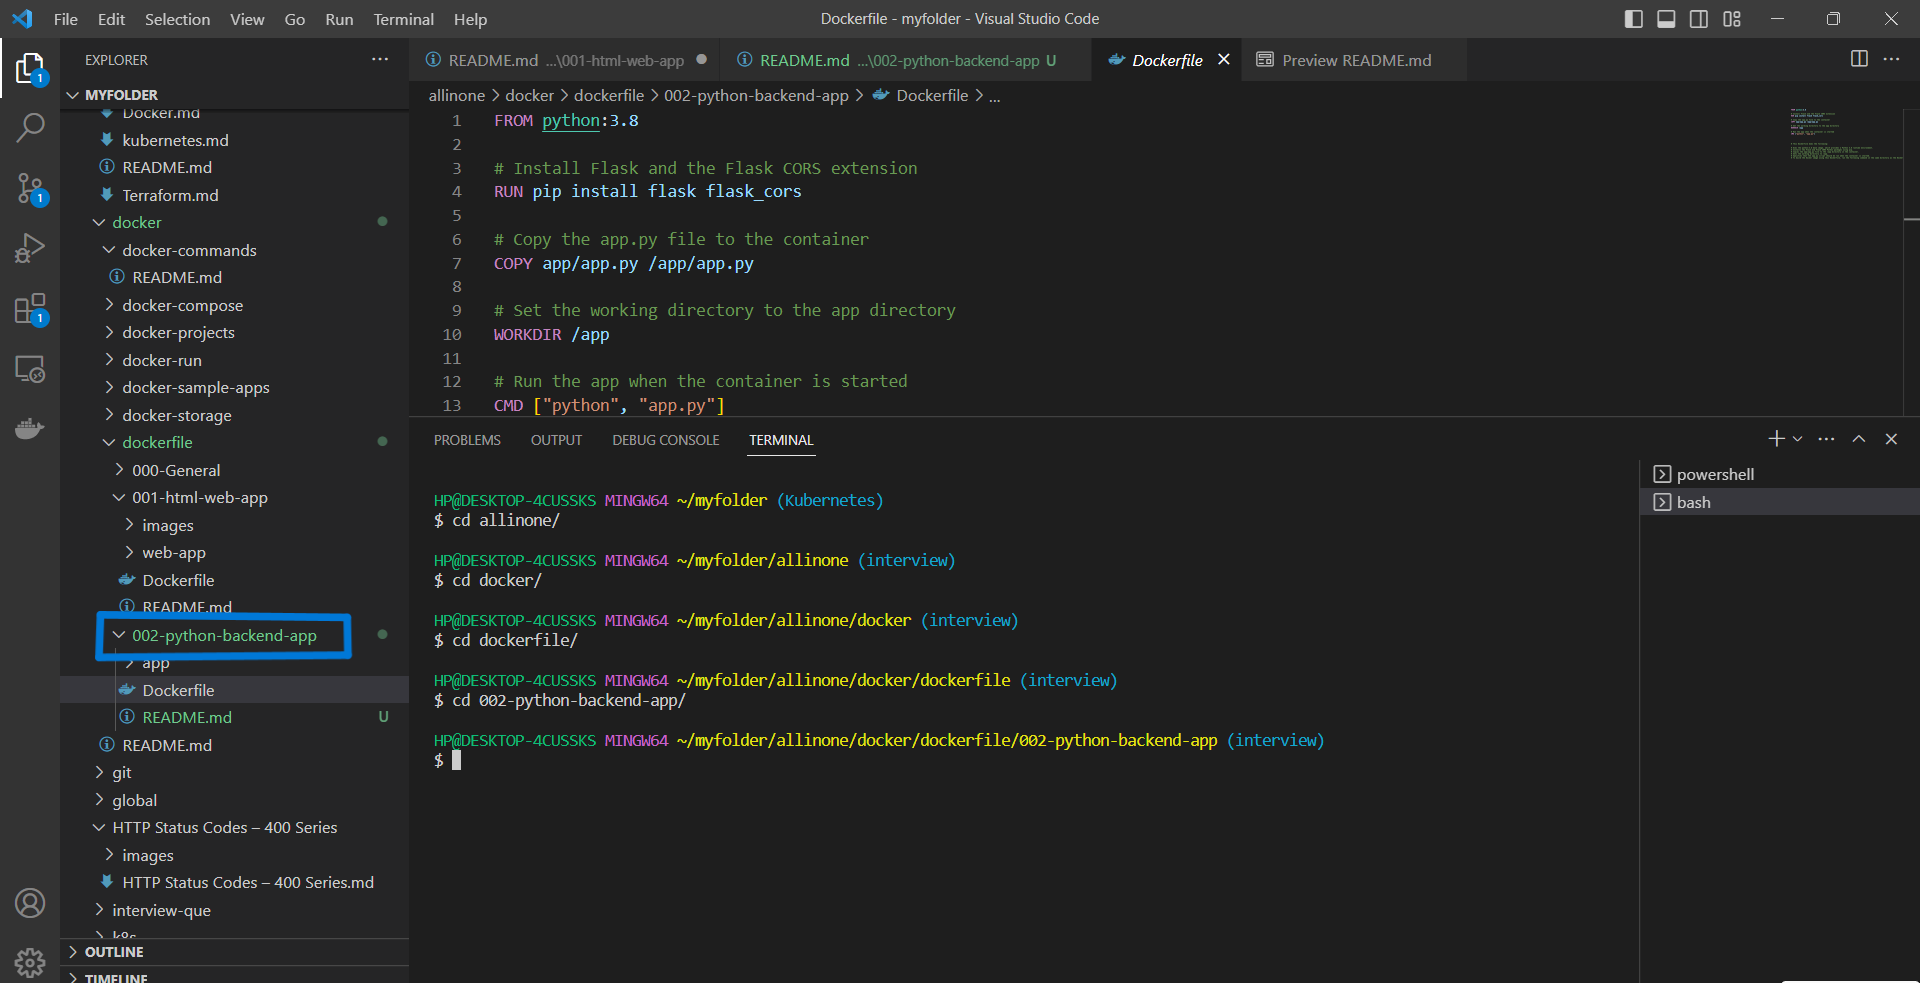 File Edit Selection View Go Run Terminal Help
Dockerfile - myfolder - Visual Studio Code
EXPLORER
MYFOLDER
Docker.md
kubernetes.md
README.md
Terraform.md
docker
docker-commands
README.md
docker-compose
docker-projects
docker-run
docker-sample-apps
docker-storage
dockerfile
000-General
001-html-web-app
images
web-app
Dockerfile
README.md
002-python-backend-app
app
Dockerfile
README.md U
README.md
git
global
HTTP Status Codes – 400 Series
images
HTTP Status Codes – 400 Series.md
interview-que
k8s
OUTLINE
TIMELINE
1
1
1
README.md ...\001-html-web-app
README.md ...\002-python-backend-app U
Dockerfile
Preview README.md
allinone > docker > dockerfile > 002-python-backend-app > Dockerfile > ...
1 FROM python:3.8
2
3 # Install Flask and the Flask CORS extension
4 RUN pip install flask flask_cors
5
6 # Copy the app.py file to the container
7 COPY app/app.py /app/app.py
8
9 # Set the working directory to the app directory
10 WORKDIR /app
11
12 # Run the app when the container is started
13 CMD ["python", "app.py"]
PROBLEMS OUTPUT DEBUG CONSOLE TERMINAL
HP@DESKTOP-4CUSSKS MINGW64 ~/myfolder (Kubernetes)
$ cd allinone/
HP@DESKTOP-4CUSSKS MINGW64 ~/myfolder/allinone (interview)
$ cd docker/
HP@DESKTOP-4CUSSKS MINGW64 ~/myfolder/allinone/docker (interview)
$ cd dockerfile/
HP@DESKTOP-4CUSSKS MINGW64 ~/myfolder/allinone/docker/dockerfile (interview)
$ cd 002-python-backend-app/
HP@DESKTOP-4CUSSKS MINGW64 ~/myfolder/allinone/docker/dockerfile/002-python-backend-app (interview)
$
powershell
bash